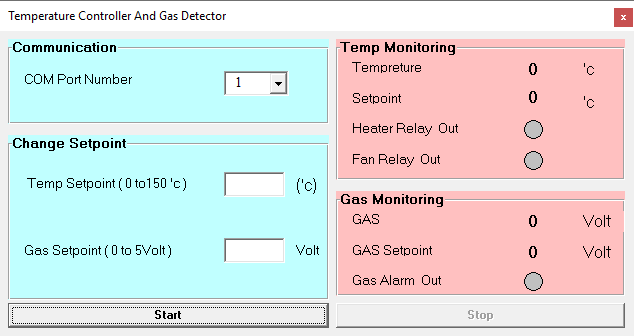 Temperature Controller And Gas Detector
x
Communication
COM Port Number
1
Change Setpoint
Temp Setpoint ( 0 to150 'c )
('c)
Gas Setpoint ( 0 to 5Volt )
Volt
Start
Temp Monitoring
Tempreture 0 'c
Setpoint 0 'c
Heater Relay Out
Fan Relay Out
Gas Monitoring
GAS 0 Volt
GAS Setpoint 0 Volt
Gas Alarm Out
Stop